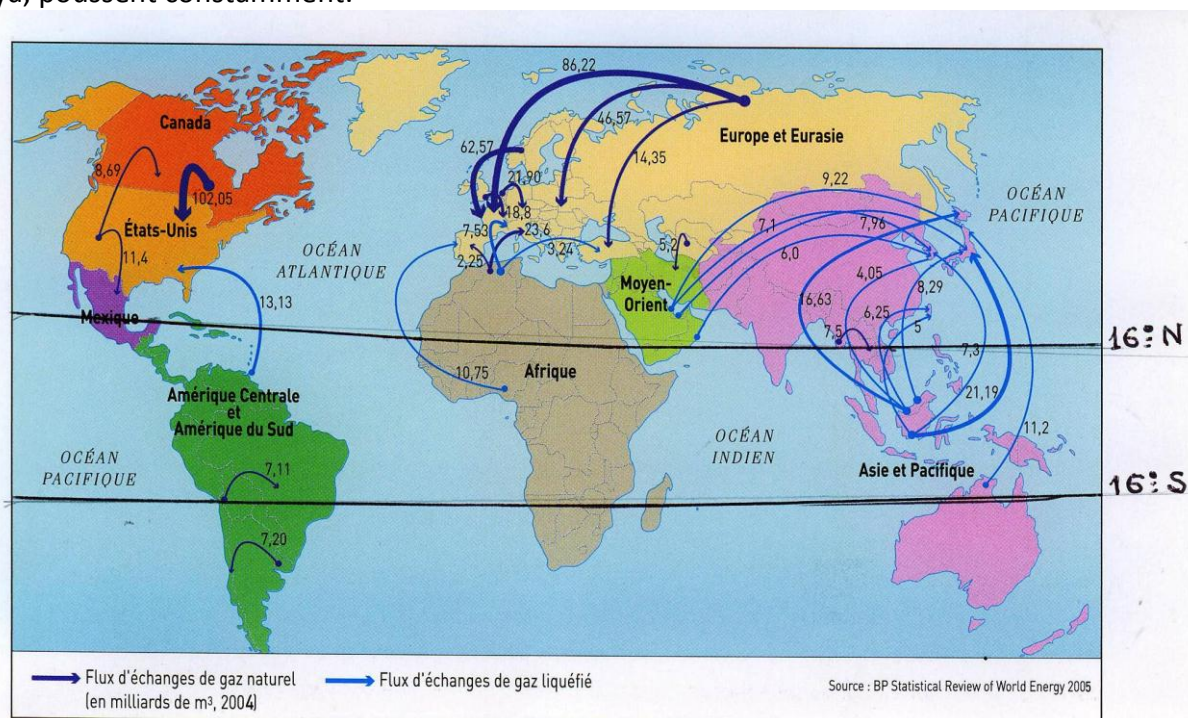 poussent constamment.
86,22
Canada
46,57
Europe et Eurasie
62,57
14,35
8,69
21,90
9,22
OCÉAN
PACIFIQUE
102,05
18,8
7,1
7,96
États-Unis
OCÉAN
ATLANTIQUE
7,53
23,6
3,24
5,2
6,0
11,4
2,25
4,05
8,29
13,13
Moyen-
Orient
16,63
6,25
5
Mexique
7,5
7,3
16° N
10,75
Afrique
21,19
Amérique Centrale
et
Amérique du Sud
11,2
OCÉAN
INDIEN
OCÉAN
PACIFIQUE
7,11
Asie et Pacifique
16° S
7,20
Flux d'échanges de gaz naturel
(en milliards de m³, 2004)
Flux d'échanges de gaz liquéfié
Source : BP Statistical Review of World Energy 2005